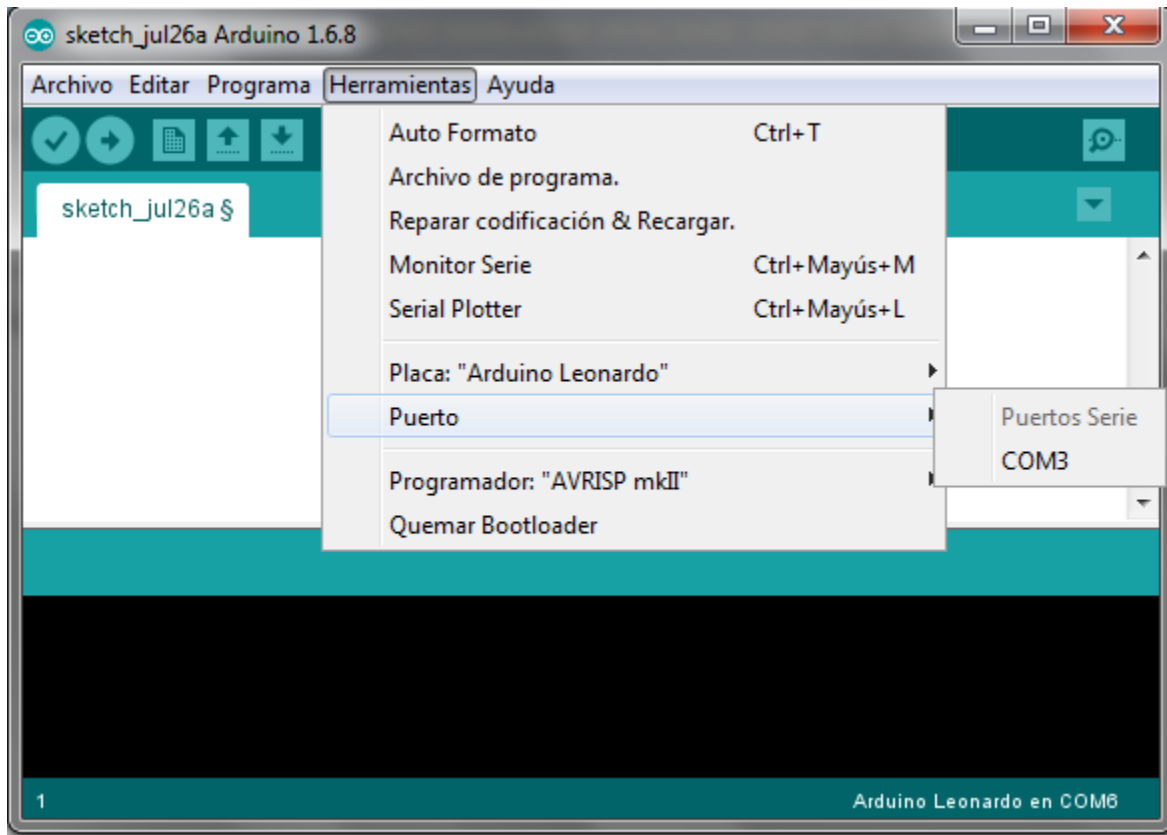 sketch_jul26a Arduino 1.6.8
Archivo Editar Programa Herramientas Ayuda
Auto Formato Ctrl+T
Archivo de programa.
sketch_jul26a §
Reparar codificación & Recargar.
Monitor Serie Ctrl+Mayús+M
Serial Plotter Ctrl+Mayús+L
Placa: "Arduino Leonardo"
Puerto
Puertos Serie
COM3
Programador: "AVRISP mkII"
Quemar Bootloader
1 Arduino Leonardo en COM6